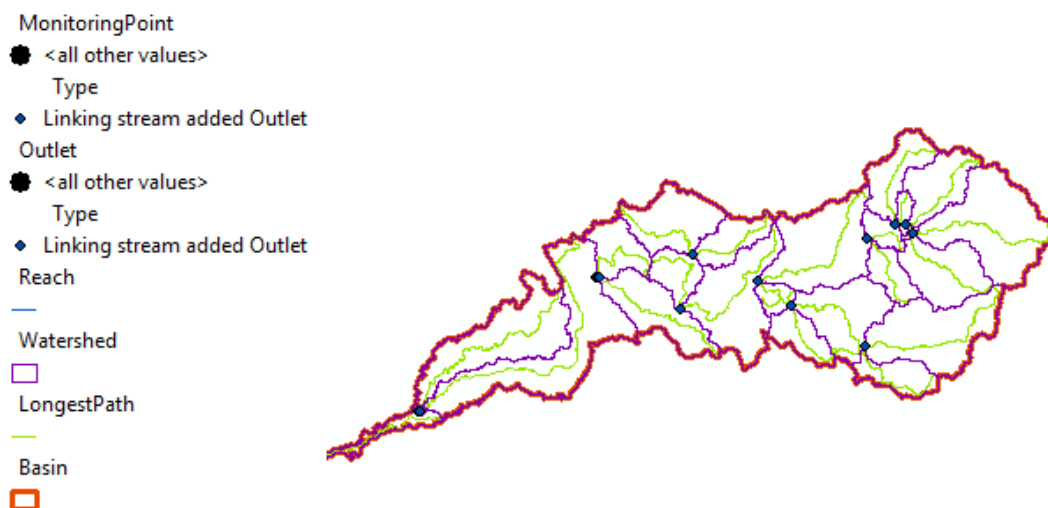 MonitoringPoint
<all other values>
Type
Linking stream added Outlet
Outlet
<all other values>
Type
Linking stream added Outlet
Reach
Watershed
LongestPath
Basin